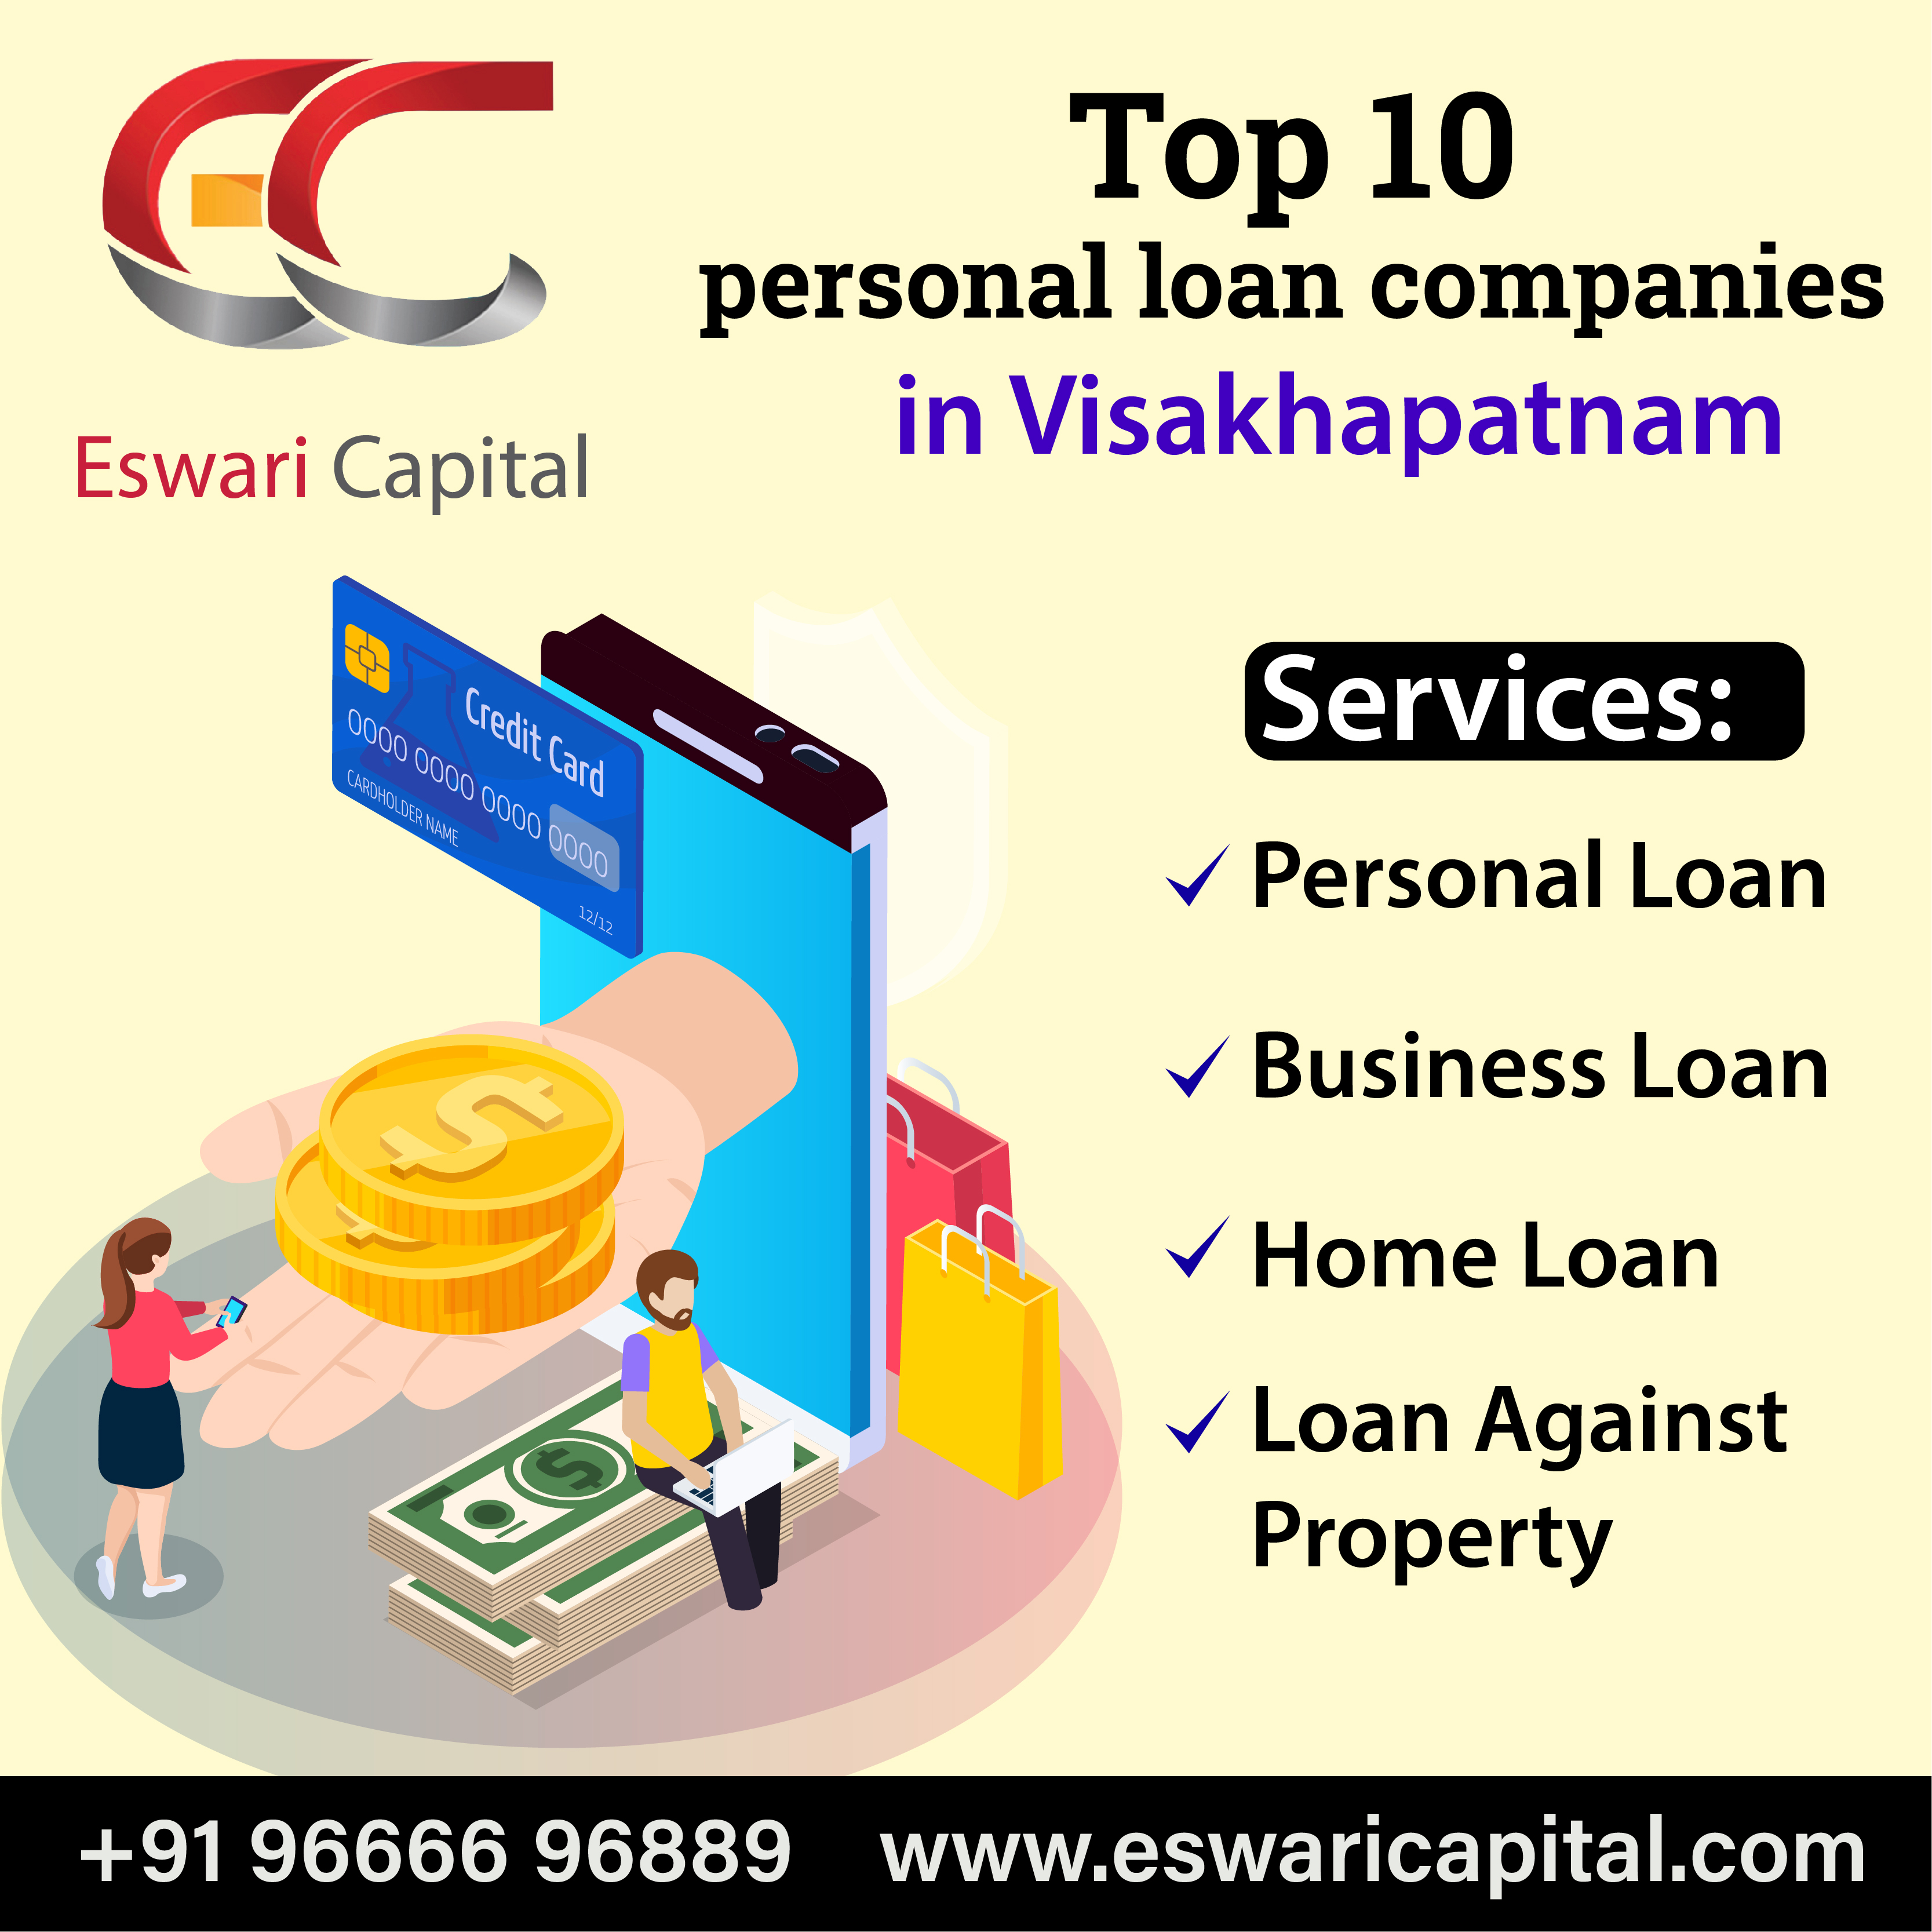 Eswari Capital
Top 10
personal loan companies
in Visakhapatnam
Credit Card
0000 0000 0000 0000
CARDHOLDER NAME
12/12
Services:
Personal Loan
Business Loan
Home Loan
Loan Against
Property
+91 96666 96889
www.eswaricapital.com